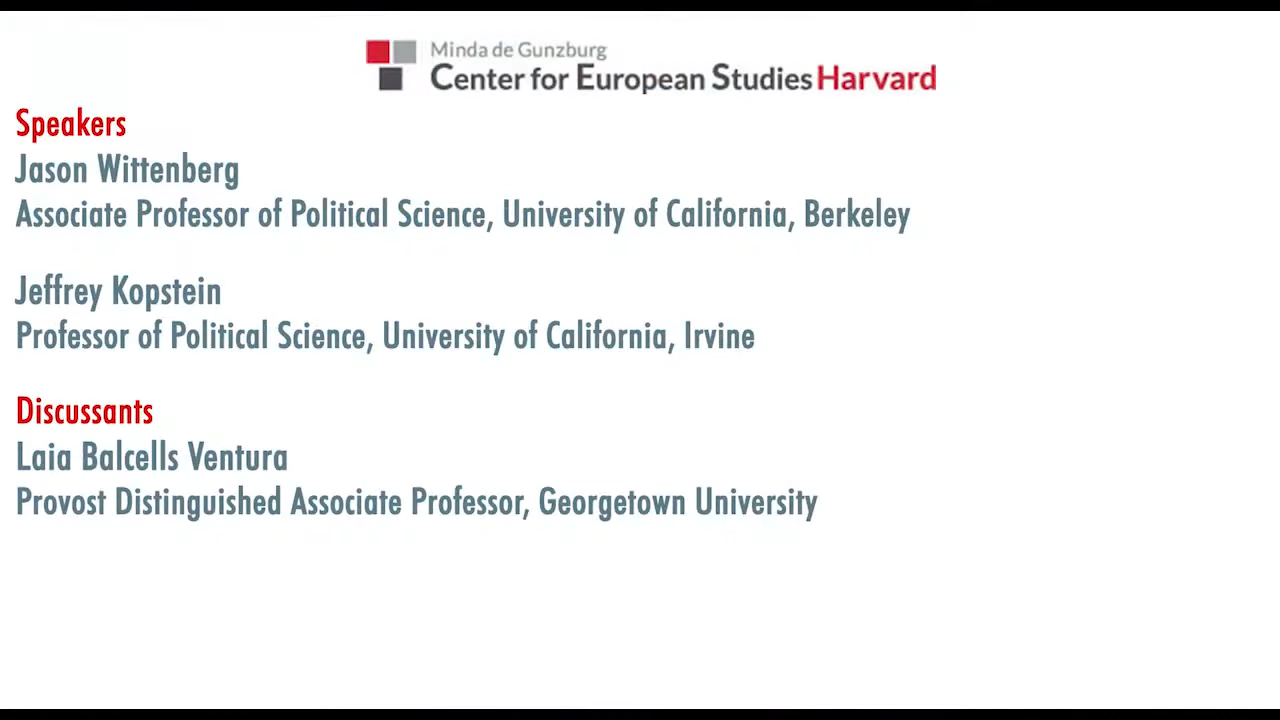 Minda de Gunzburg
Center for European Studies Harvard
Speakers
Jason Wittenberg
Associate Professor of Political Science, University of California, Berkeley
Jeffrey Kopstein
Professor of Political Science, University of California, Irvine
Discussants
Laia Balcells Ventura
Provost Distinguished Associate Professor, Georgetown University